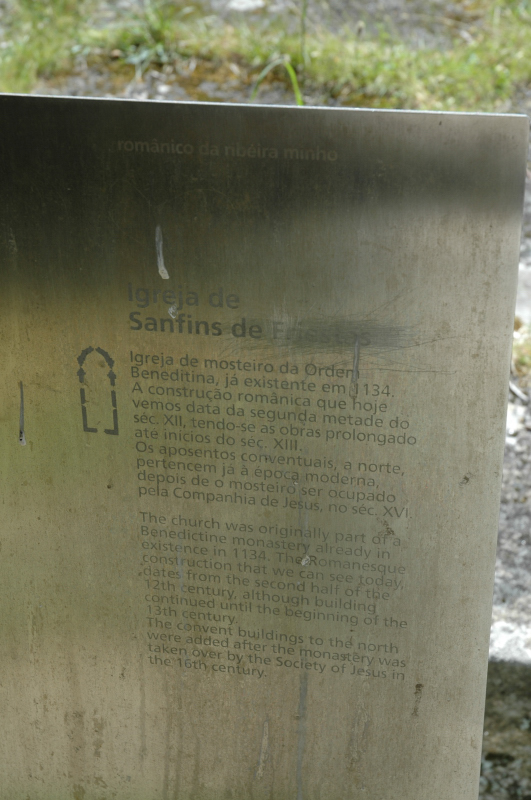 românico da ribeira minho
Igreja de
Sanfins de Friestas
Igreja de mosteiro da Ordem
Beneditina, já existente em 1134.
A construção românica que hoje
vemos data da segunda metade do
séc. XII, tendo-se as obras prolongado
até inícios do séc. XIII.
Os aposentos conventuais, a norte,
pertencem já à época moderna,
depois de o mosteiro ser ocupado
pela Companhia de Jesus, no séc. XVI.
The church was originally part of a
Benedictine monastery already in
existence in 1134. The Romanesque
construction that we can see today,
dates from the second half of the
12th century, although building
continued until the beginning of the
13th century.
The convent buildings to the north
were added after the monastery was
taken over by the Society of Jesus in
the 16th century.